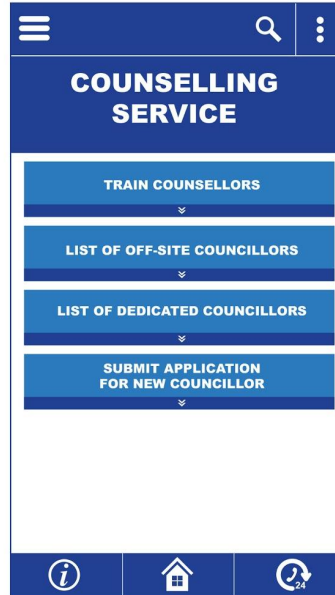 COUNSELLING
SERVICE
TRAIN COUNSELLORS
LIST OF OFF-SITE COUNCILLORS
LIST OF DEDICATED COUNCILLORS
SUBMIT APPLICATION
FOR NEW COUNCILLOR
i
24